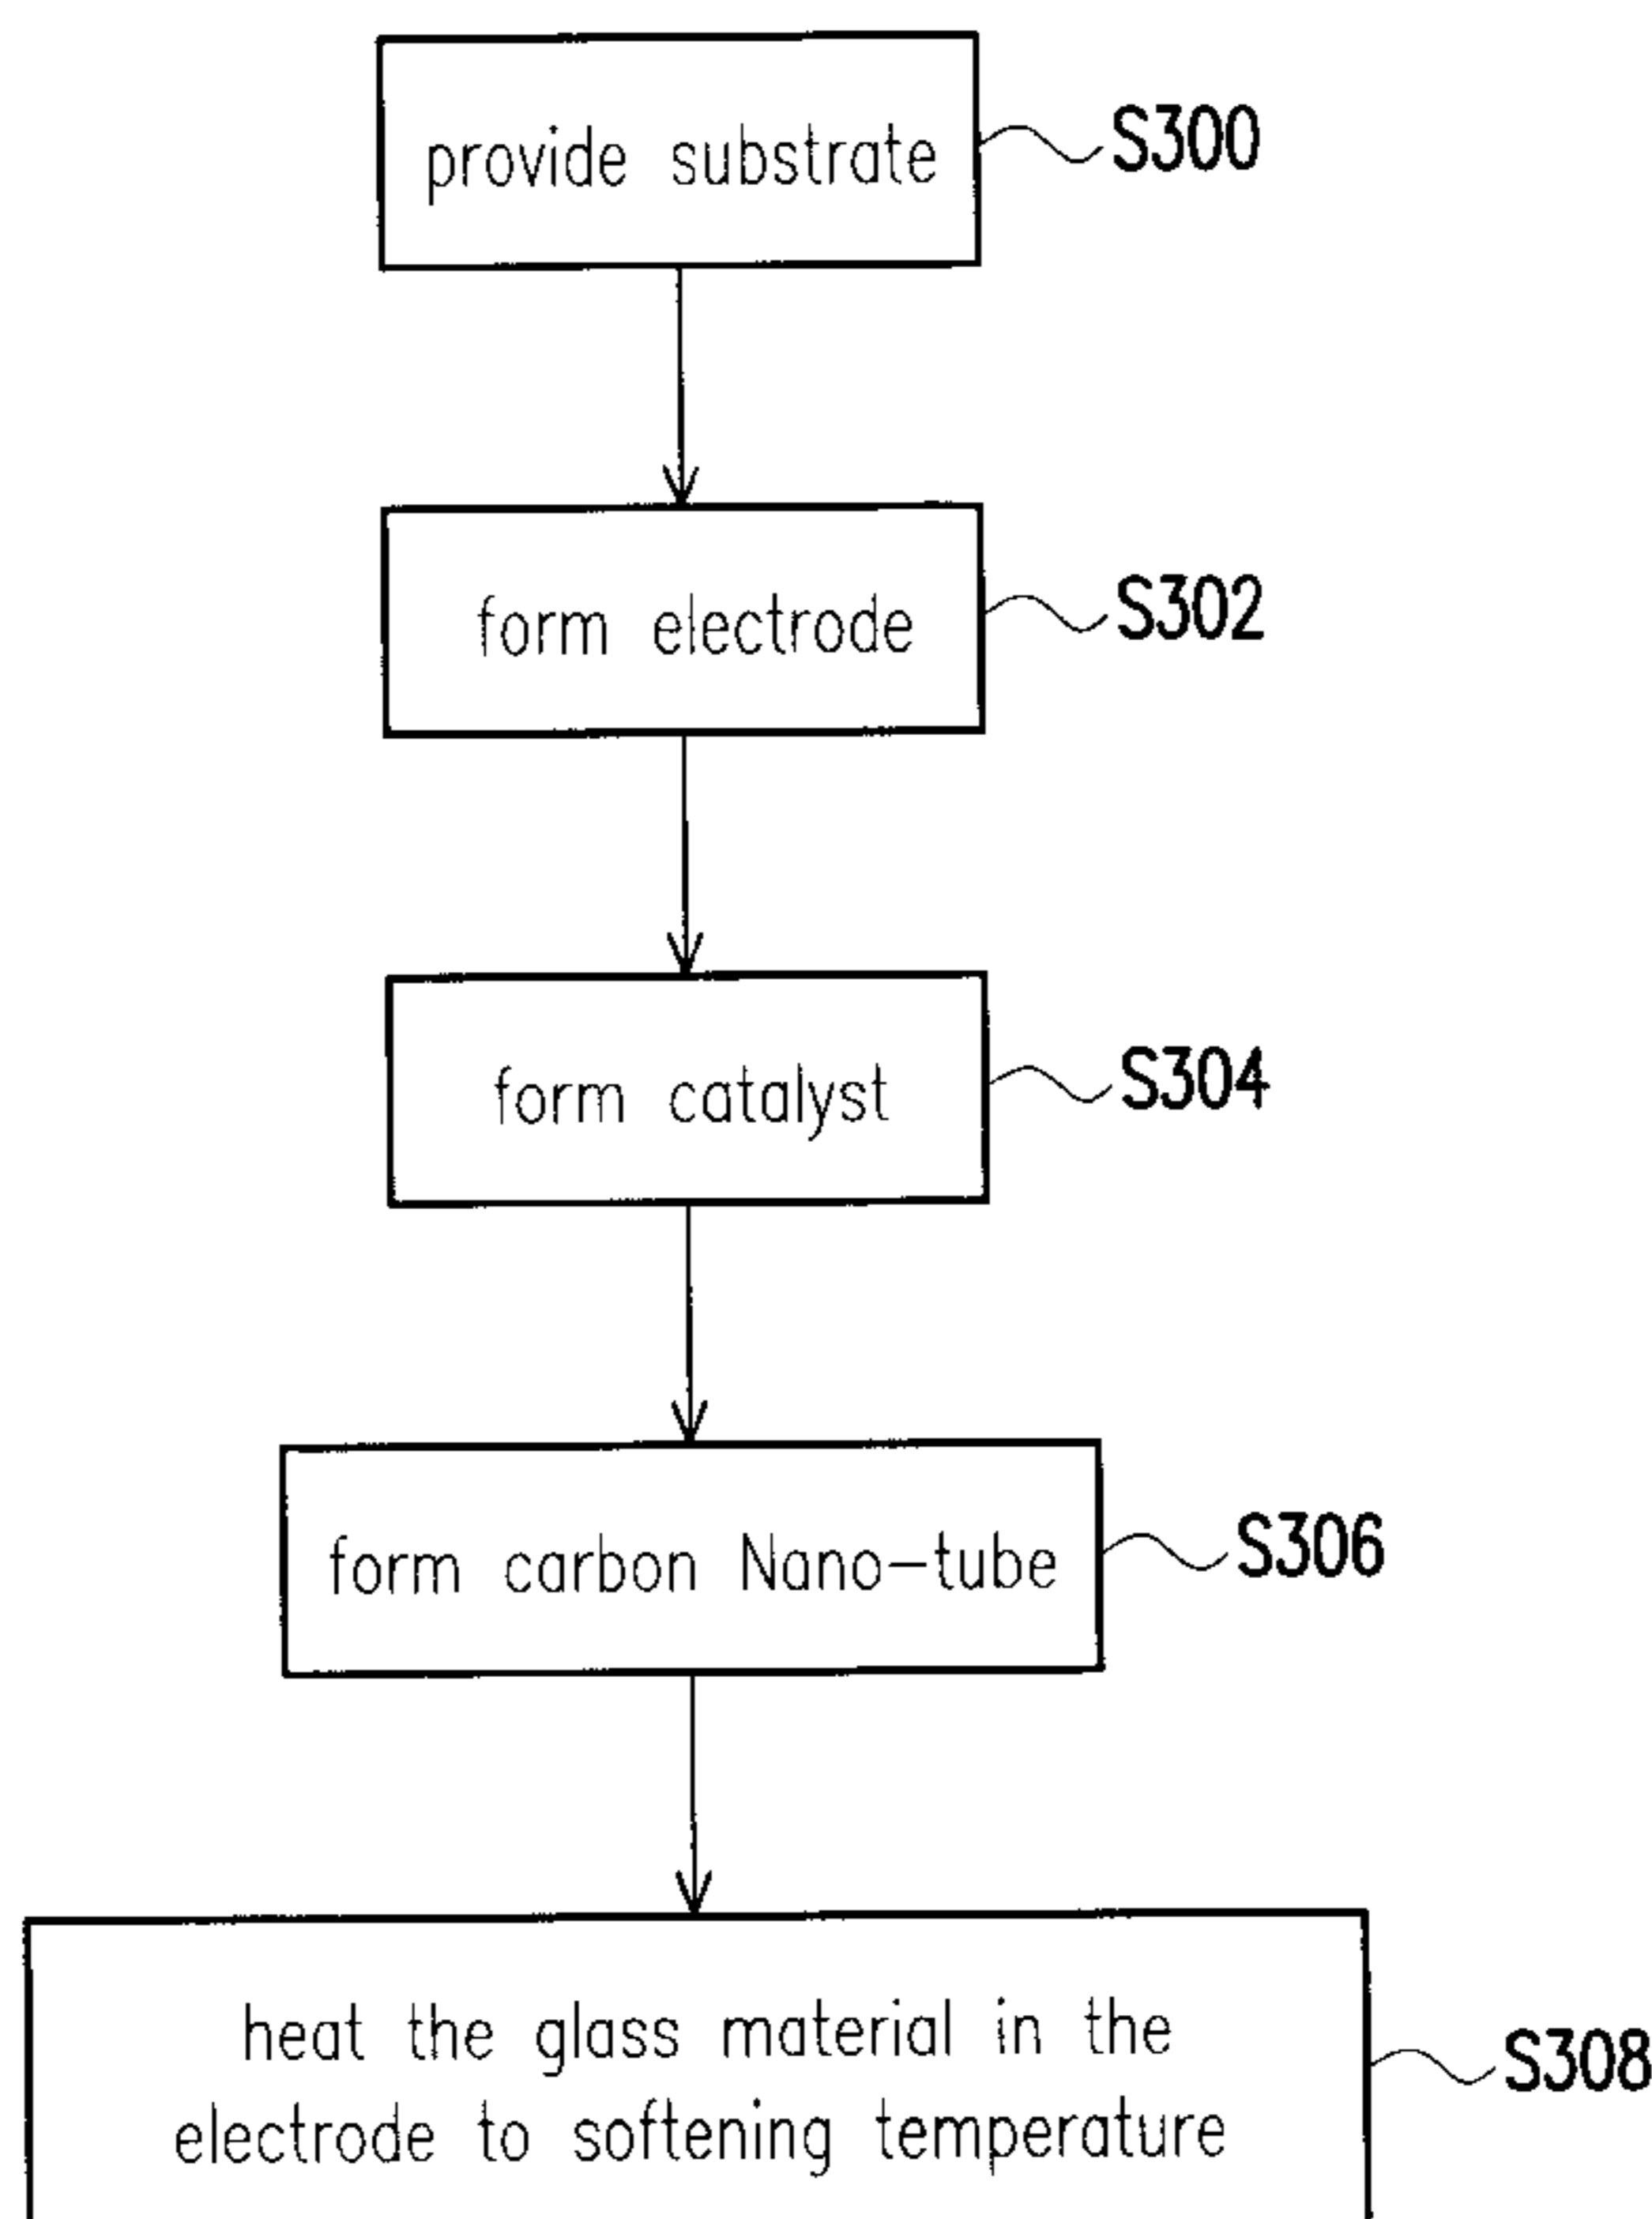 provide substrate
S300
form electrode
S302
form catalyst
S304
form carbon Nano-tube
S306
heat the glass material in the
electrode to softening temperature
S308